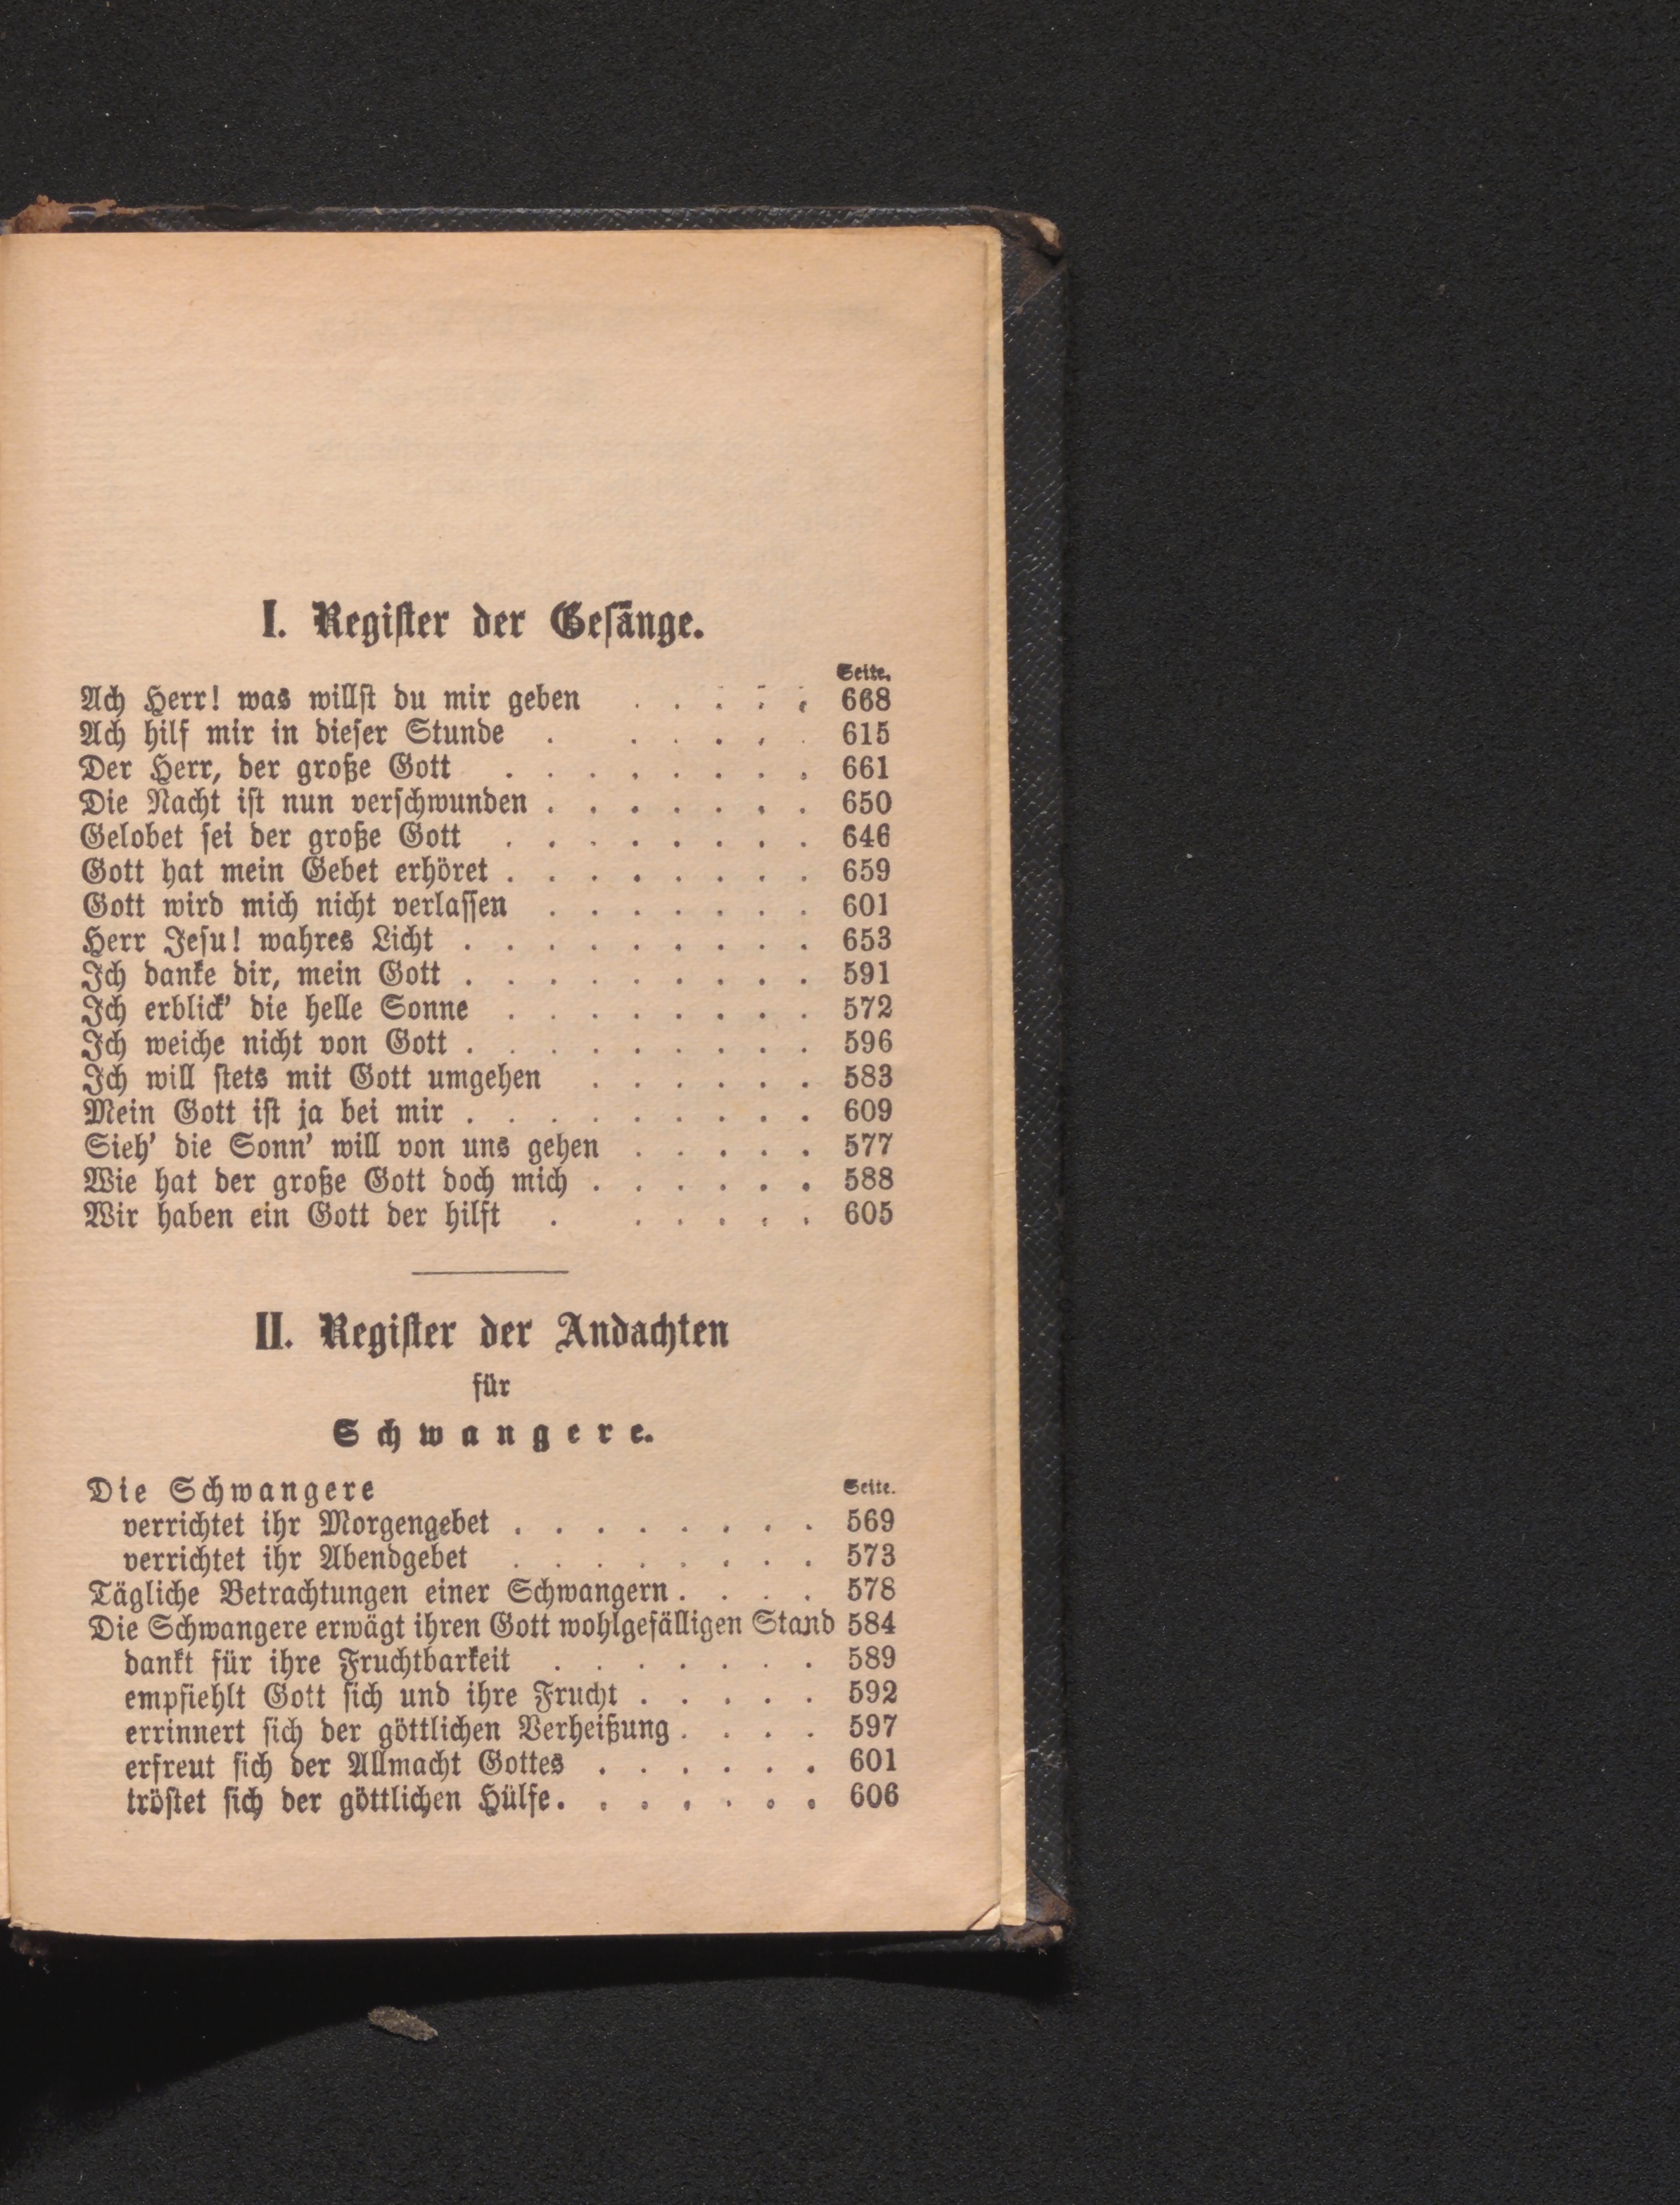 I. Register der Gesänge.
Seite.
Ach Herr! was willst du mir geben . . . . . 668
Ach hilf mir in dieser Stunde . . . . . . 615
Der Herr, der große Gott . . . . . . . . 661
Die Nacht ist nun verschwunden . . . . . . . 650
Gelobet sei der große Gott . . . . . . . . 646
Gott hat mein Gebet erhöret . . . . . . . . 659
Gott wird mich nicht verlassen . . . . . . . 601
Herr Jesu! wahres Licht . . . . . . . . . 653
Ich danke dir, mein Gott . . . . . . . . . 591
Ich erblick' die helle Sonne . . . . . . . . 572
Ich weiche nicht von Gott . . . . . . . . . 596
Ich will stets mit Gott umgehen . . . . . . 583
Mein Gott ist ja bei mir . . . . . . . . . 609
Sieh' die Sonn' will von uns gehen . . . . . 577
Wie hat der große Gott doch mich . . . . . . 588
Wir haben ein Gott der hilft . . . . . . 605
II. Register der Andachten
für
Schwangere.
Die Schwangere Seite.
verrichtet ihr Morgengebet . . . . . . . . 569
verrichtet ihr Abendgebet . . . . . . . . 573
Tägliche Betrachtungen einer Schwangern . . . . 578
Die Schwangere erwägt ihren Gott wohlgefälligen Stand 584
dankt für ihre Fruchtbarkeit . . . . . . . 589
empfiehlt Gott sich und ihre Frucht . . . . . 592
errinnert sich der göttlichen Verheißung . . . . 597
erfreut sich der Allmacht Gottes . . . . . . 601
tröstet sich der göttlichen Hülfe . . . . . . . 606